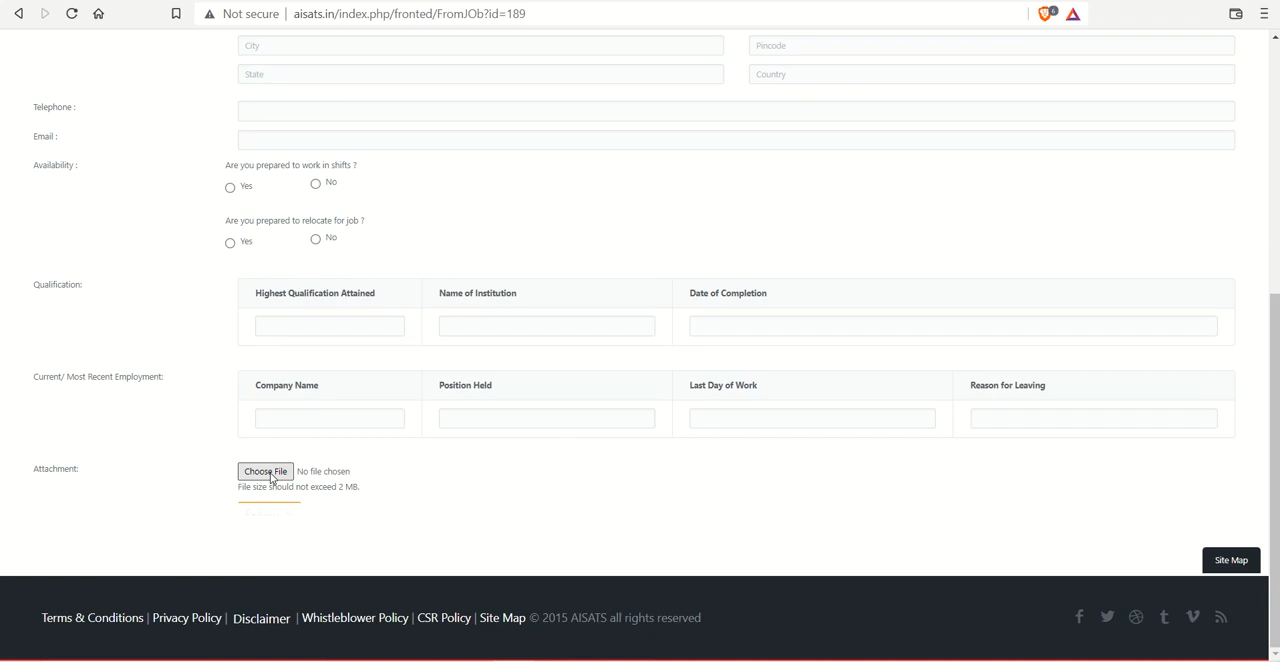 Not secure | aisats.in/index.php/fronted/FromJOb?id=189
6
City Pincode
State Country
Telephone :
Email :
Availability : Are you prepared to work in shifts ?
Yes No
Are you prepared to relocate for job ?
Yes No
Qualification: Highest Qualification Attained Name of Institution Date of Completion
Current/ Most Recent Employment: Company Name Position Held Last Day of Work Reason for Leaving
Attachment: Choose File No file chosen
File size should not exceed 2 MB.
Site Map
Terms & Conditions | Privacy Policy | Disclaimer | Whistleblower Policy | CSR Policy | Site Map © 2015 AISATS all rights reserved